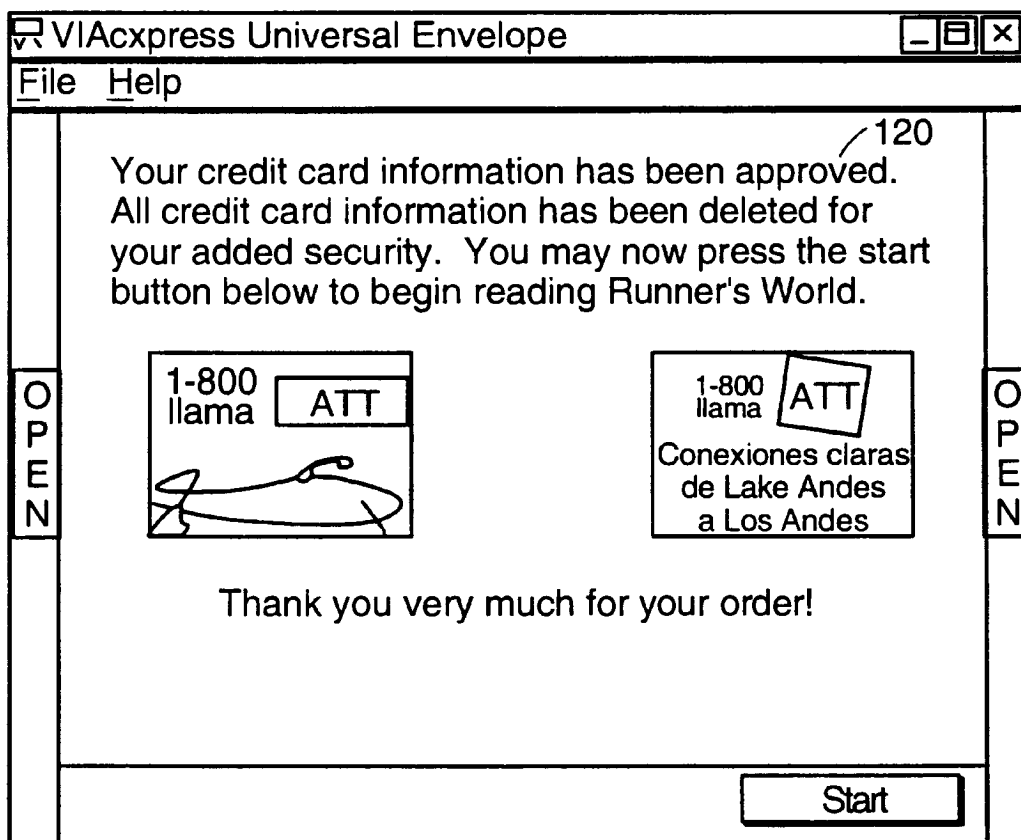 VIAcxpress Universal Envelope
File Help
120
Your credit card information has been approved.
All credit card information has been deleted for
your added security. You may now press the start
button below to begin reading Runner's World.
OPEN
1-800
llama
ATT
1-800
llama
ATT
Conexiones claras
de Lake Andes
a Los Andes
OPEN
Thank you very much for your order!
Start